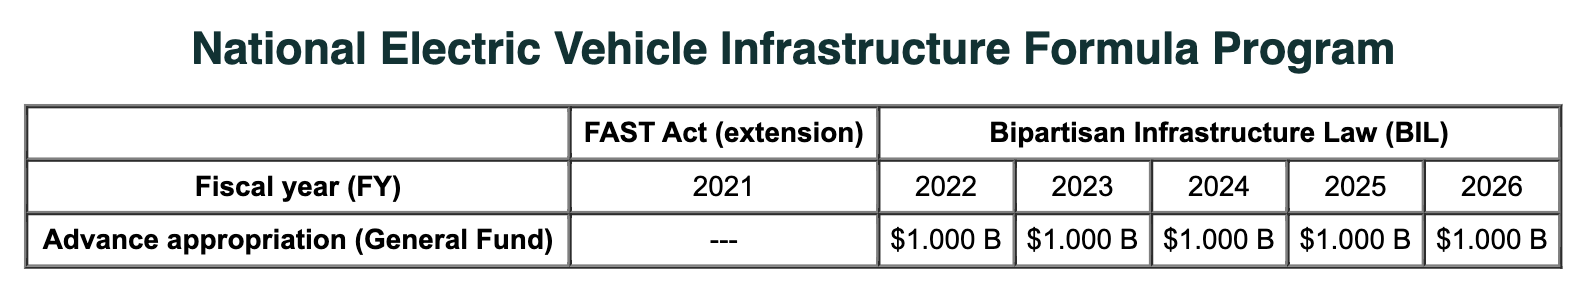 National Electric Vehicle Infrastructure Formula Program
FAST Act (extension) Bipartisan Infrastructure Law (BIL)
Fiscal year (FY) 2021 2022 2023 2024 2025 2026
Advance appropriation (General Fund) --- $1.000 B $1.000 B $1.000 B $1.000 B $1.000 B